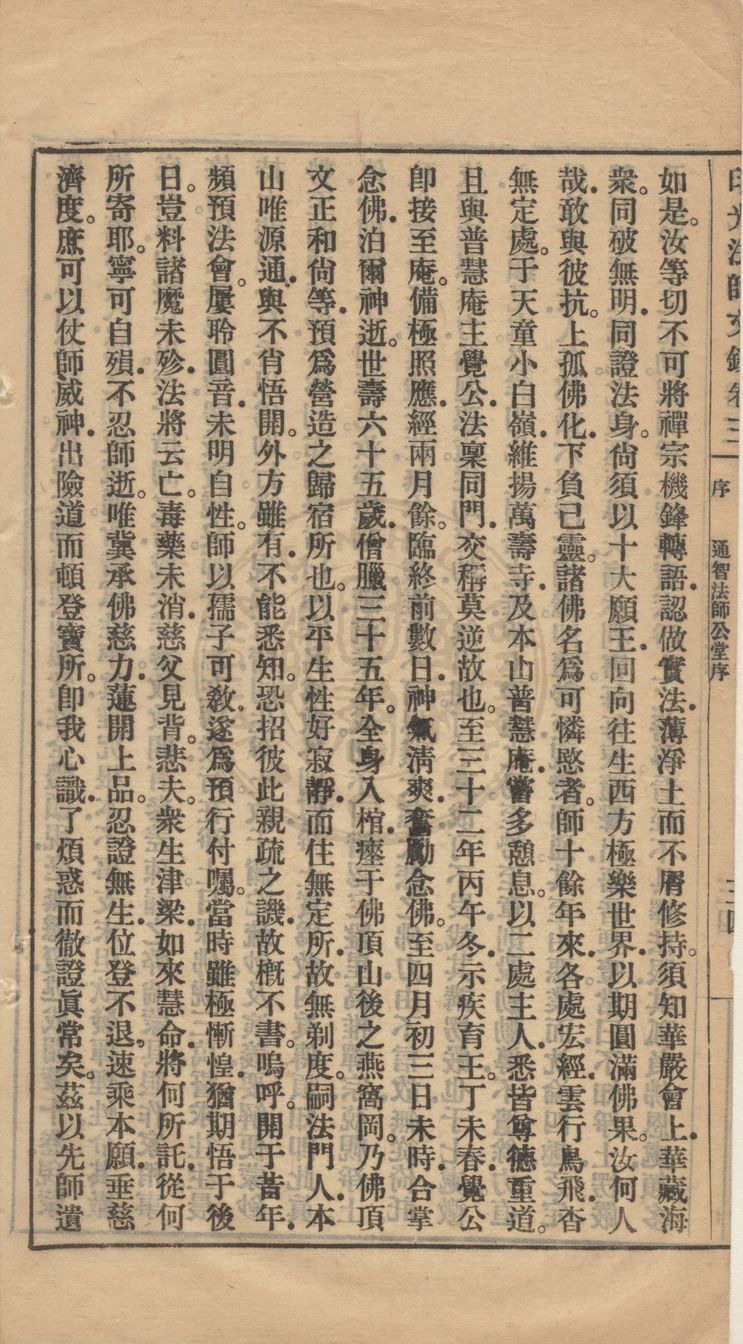 印光法師文鈔卷三 序 通智法師公堂序 三四
如是。汝等切不可將禪宗機鋒轉語。認做實法。薄淨土而不屑修持。須知華嚴會上。華藏海
衆。同破無明。同證法身。尙須以十大願王。回向往生西方極樂世界。以期圓滿佛果。汝何人
哉。敢與彼抗。上孤佛化。下負己靈。諸佛名爲可憐愍者。師十餘年來。各處宏經。雲行鳥飛。杳
無定處。于天童小白嶺。維揚萬壽寺。及本山普慧庵。嘗多憩息。以二處主人。悉皆尊德重道。
且與普慧庵主覺公。法稟同門。交稱莫逆故也。至三十二年丙午冬。示疾育王。丁未春。覺公
卽接至庵。備極照應。經兩月餘。臨終前數日。神氣淸爽。奮勵念佛。至四月初三日未時。合掌
念佛。泊爾神逝。世壽六十五歲。僧臘三十五年。全身入棺。瘞于佛頂山後之燕窩岡。乃佛頂
文正和尙等。預爲營造之歸宿所也。以平生性好寂靜。而住無定所。故無剃度。嗣法門人。本
山唯源通。與不肖悟開。外方雖有。不能悉知。恐招彼此親疏之譏。故槪不書。嗚呼。開于昔年。
頻預法會。屢聆圓音。未明自性。師以孺子可敎。遂爲預行付囑。當時雖極慚惶。猶期悟于後
日。豈料諸魔未殄。法將云亡。毒藥未消。慈父見背。悲夫。衆生津梁。如來慧命。將何所託。從何
所寄耶。寧可自殞。不忍師逝。唯冀承佛慈力。蓮開上品。忍證無生。位登不退。速乘本願。垂慈
濟度。庶可以仗師威神。出險道而頓登寶所。卽我心識。了煩惑而徹證眞常矣。茲以先師遺